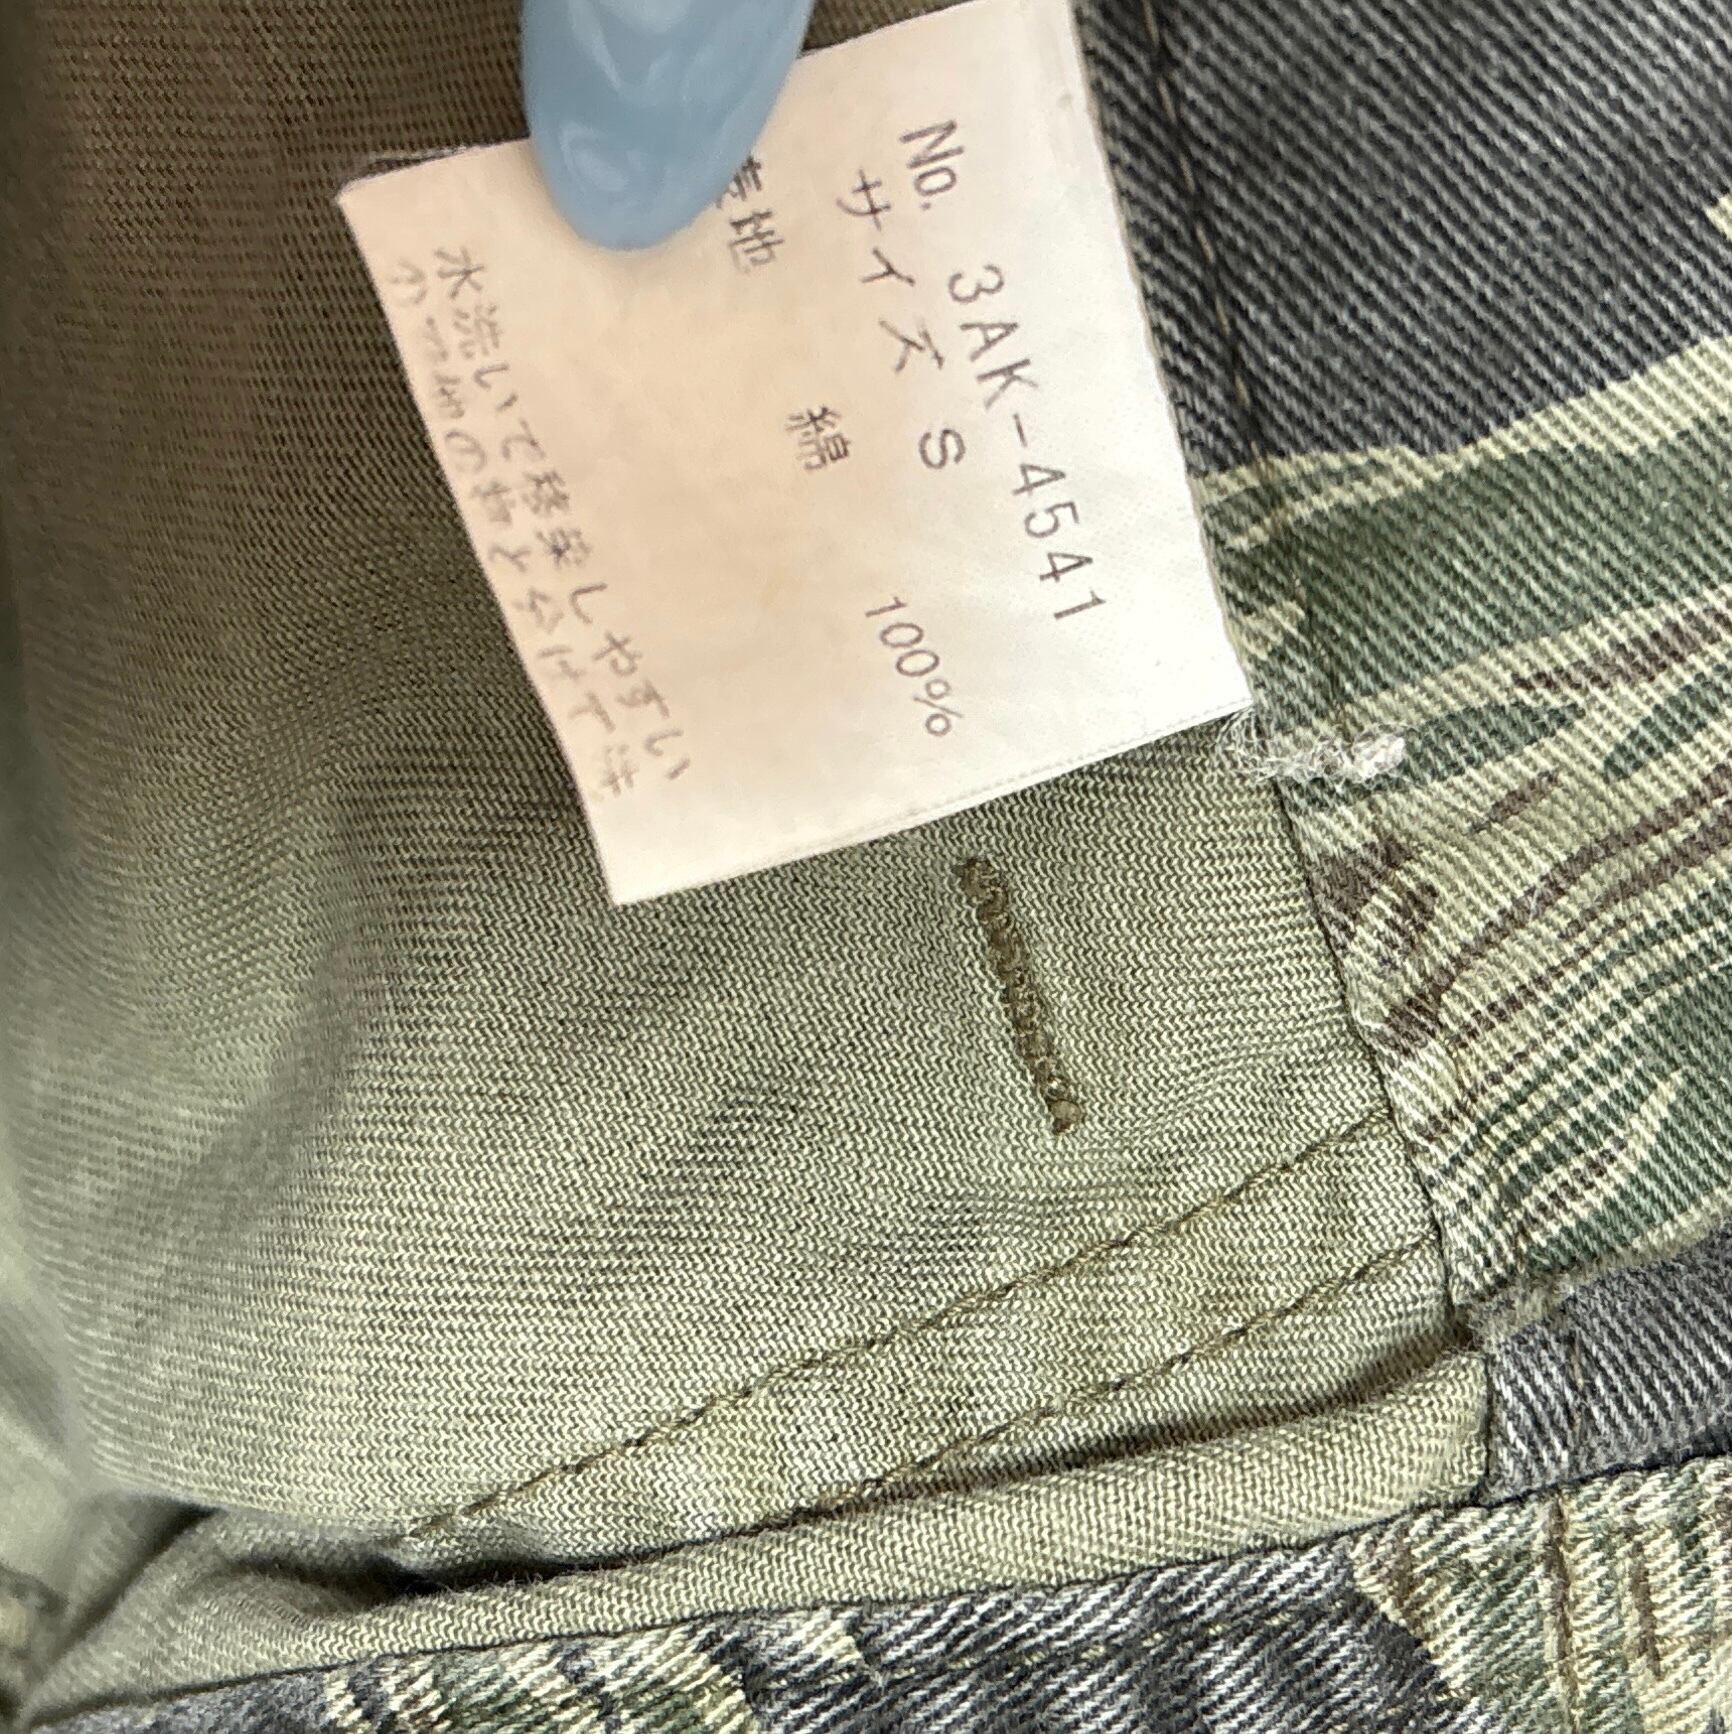 No. 3AK-4541
サイズ S
表地 綿 100%
水洗いで移染しやすい
ので他の物と分けて洗